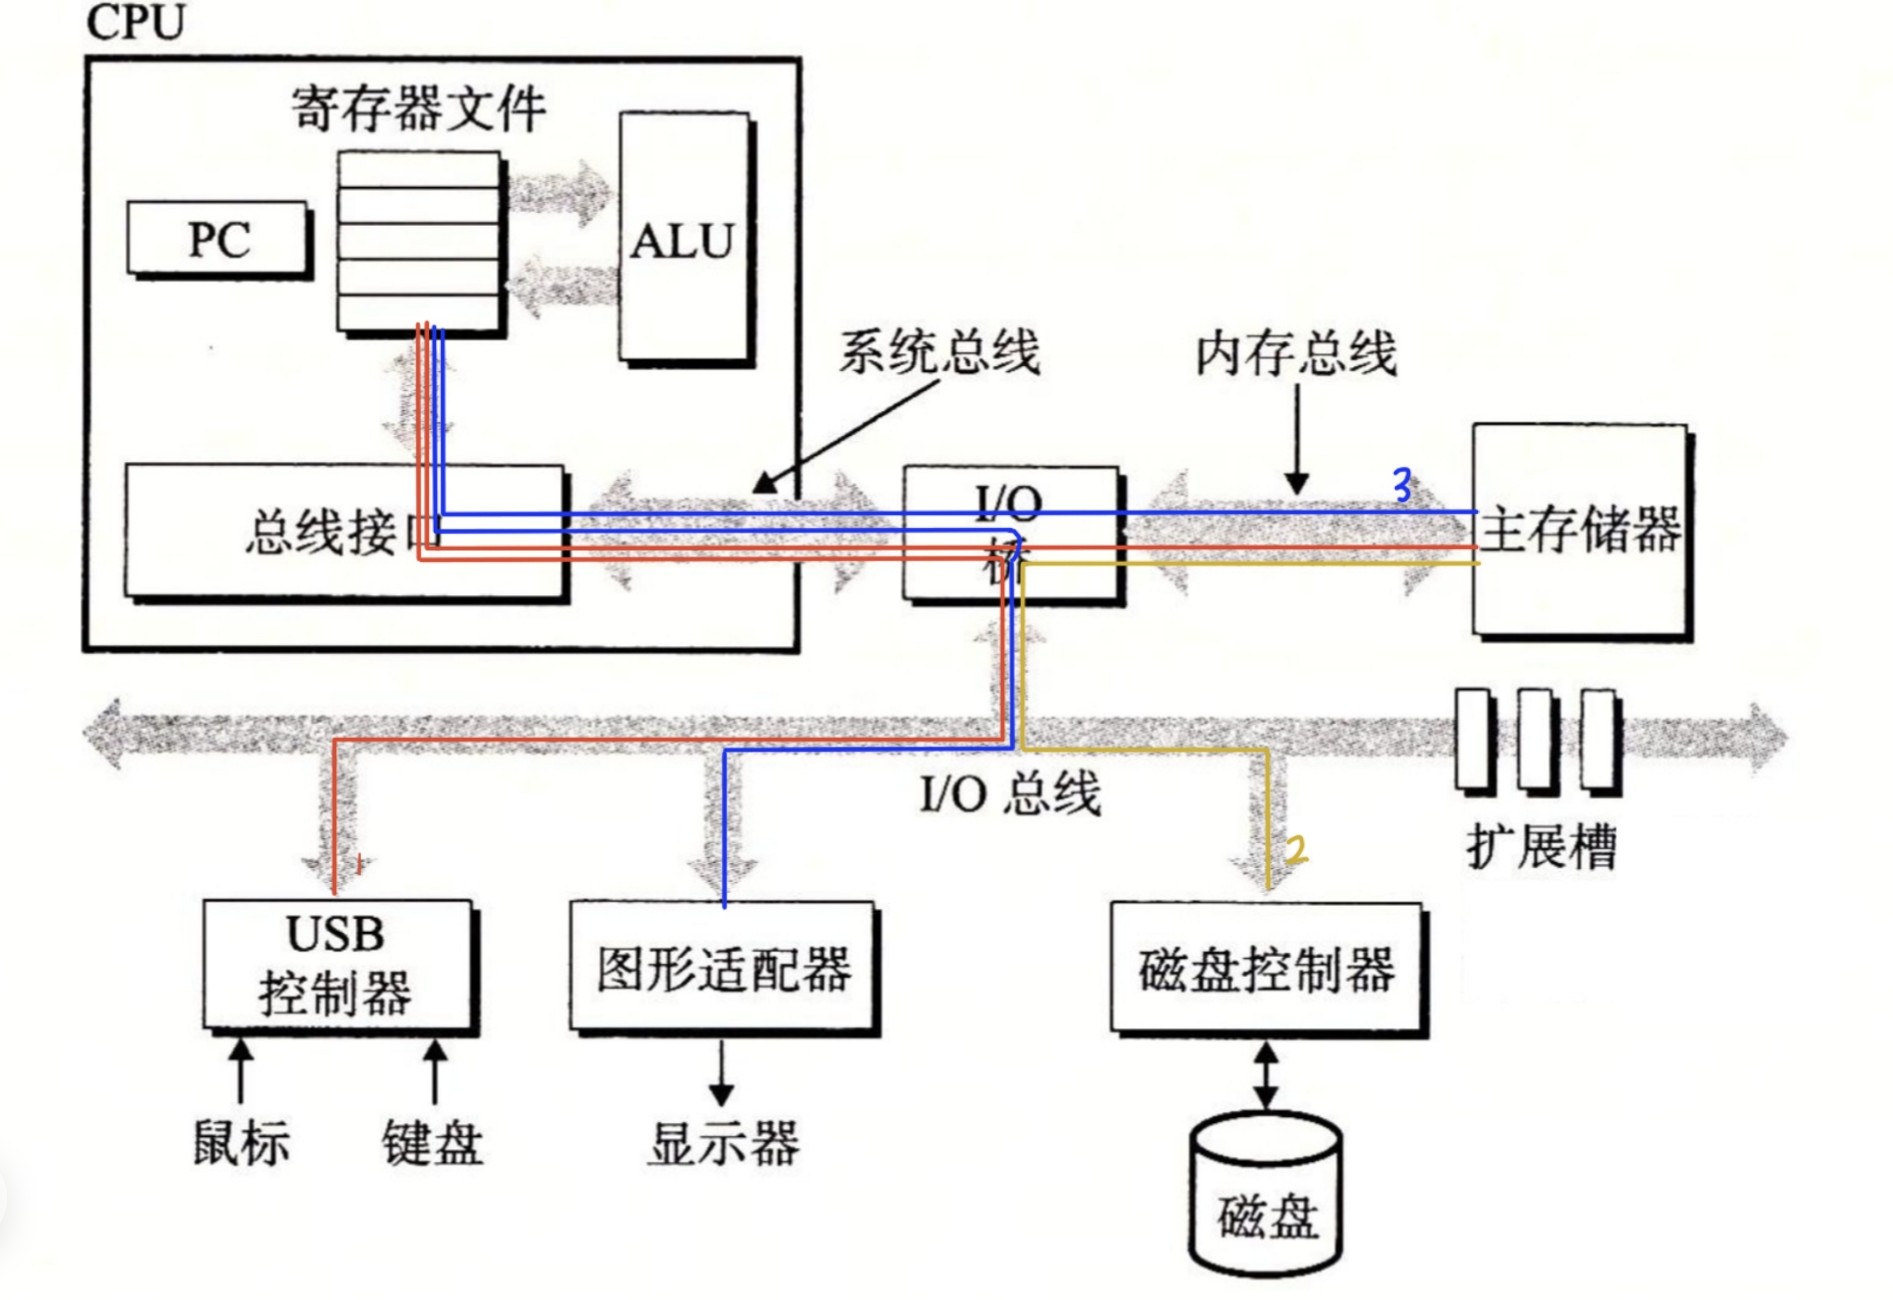 CPU
寄存器文件
PC
ALU
系统总线
内存总线
总线接口
I/O
桥
3
主存储器
I/O 总线
扩展槽
1
2
USB
控制器
图形适配器
磁盘控制器
鼠标
键盘
显示器
磁盘